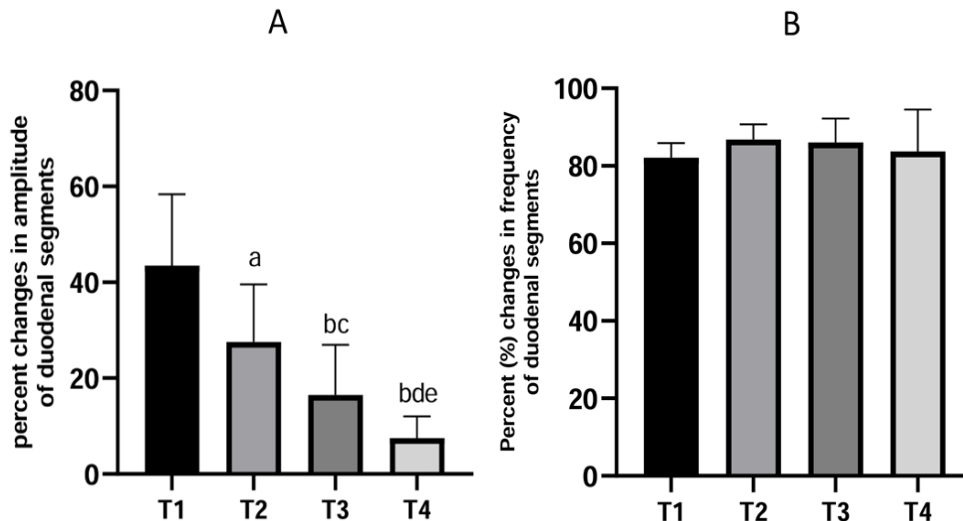 A
percent changes in amplitude
of duodenal segments
80
60
40
20
0
a
bc
bde
T1 T2 T3 T4
B
Percent (%) changes in frequency
of duodenal segments
100
80
60
40
20
0
T1 T2 T3 T4